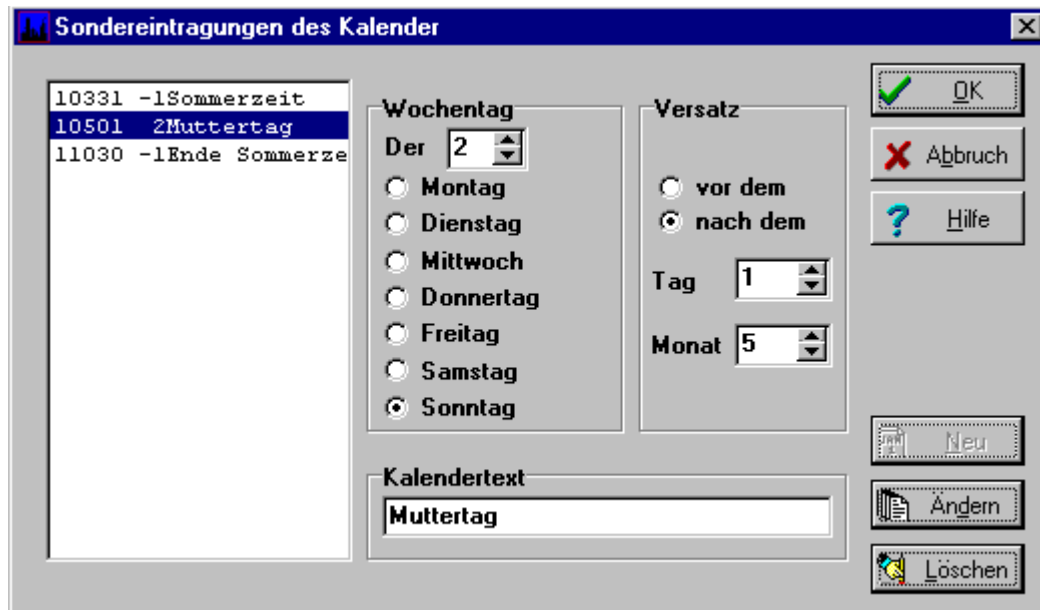 Sondereintragungen des Kalender
10331 -1Sommerzeit
10501  2Muttertag
11030 -1Ende Sommerze
Wochentag
Der 2
Montag
Dienstag
Mittwoch
Donnertag
Freitag
Samstag
Sonntag
Versatz
vor dem
nach dem
Tag 1
Monat 5
Kalendertext
Muttertag
OK
Abbruch
? Hilfe
Neu
Ändern
Löschen